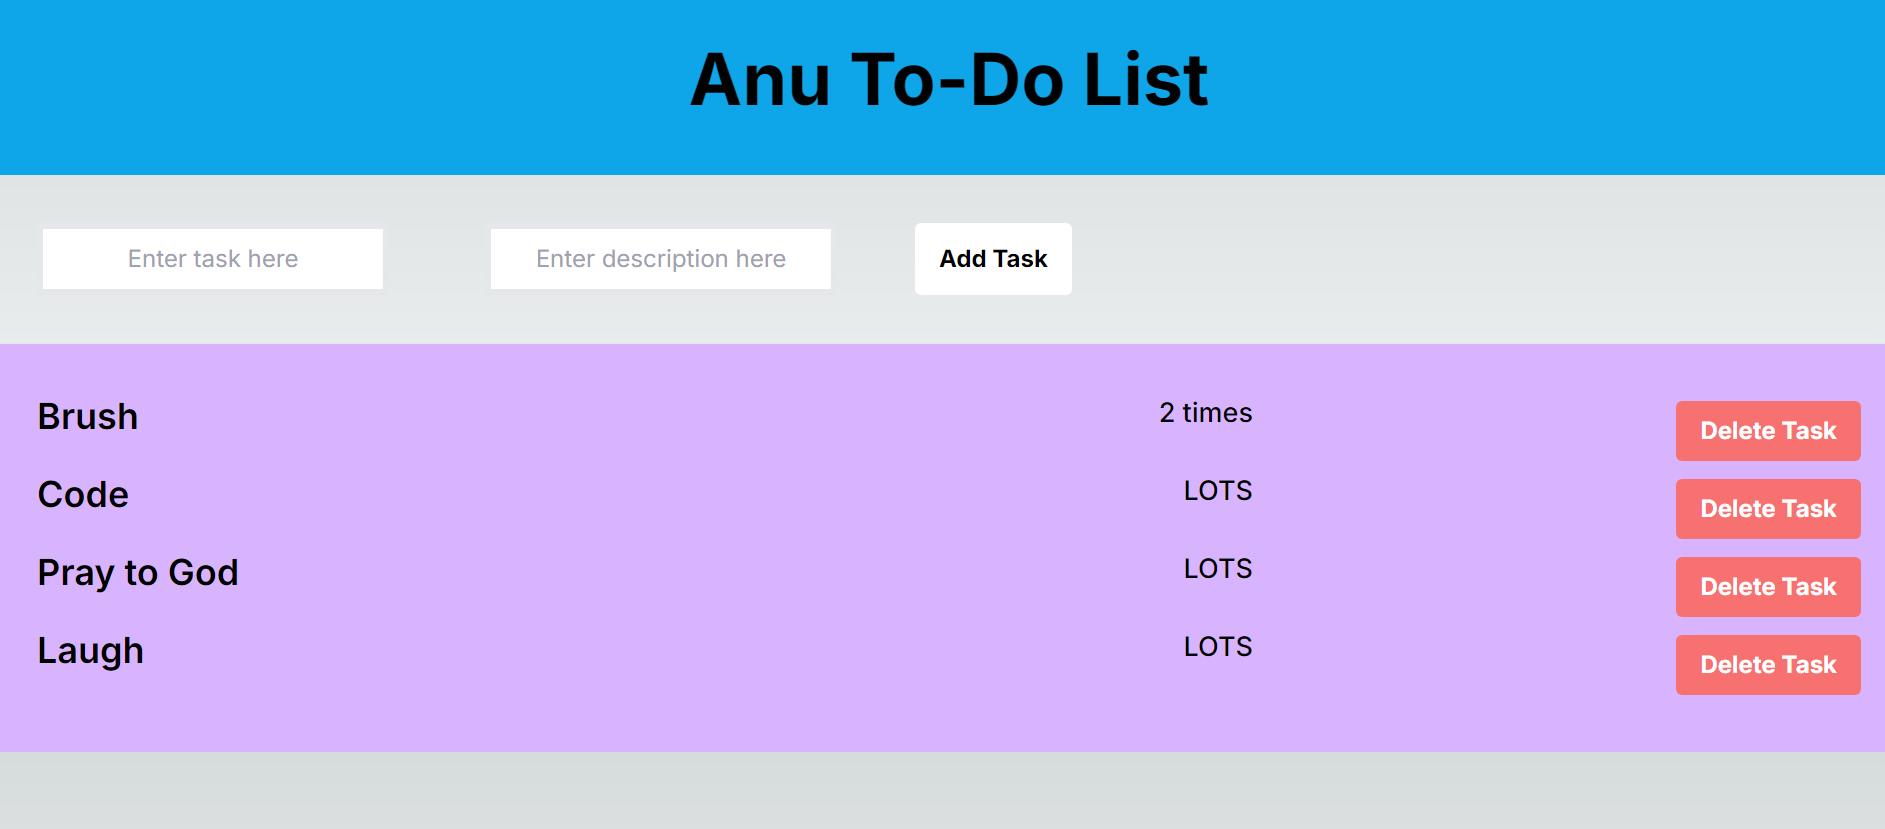 Anu To-Do List
Enter task here Enter description here Add Task
Brush 2 times Delete Task
Code LOTS Delete Task
Pray to God LOTS Delete Task
Laugh LOTS Delete Task